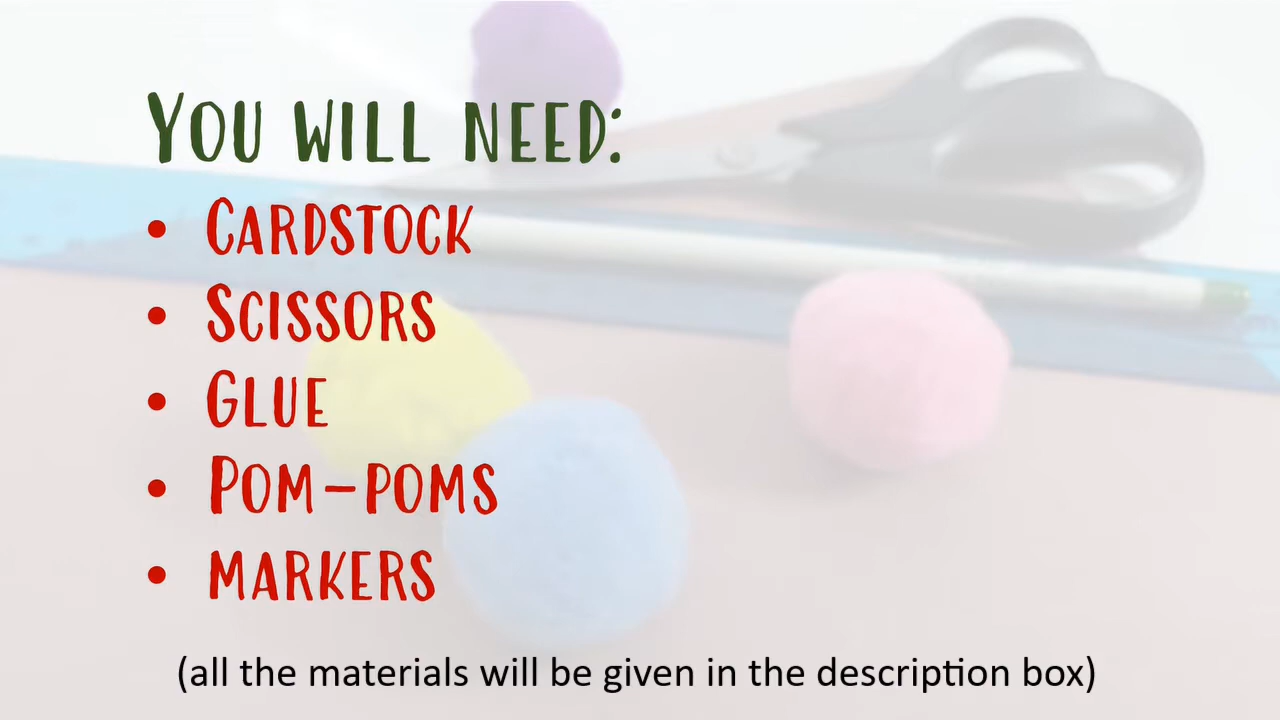 You will need:
• Cardstock
• Scissors
• Glue
• Pom-poms
• markers
(all the materials will be given in the description box)